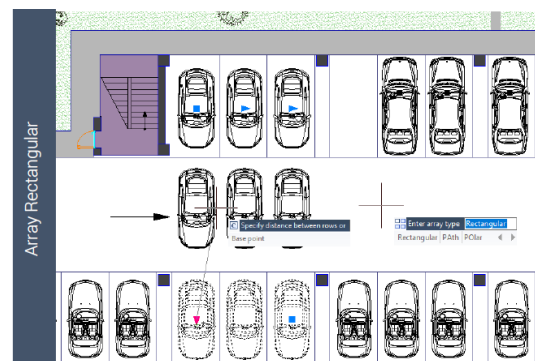 Array Rectangular
Specify distance between rows or
Base point
Enter array type Rectangular
Rectangular PAth POlar